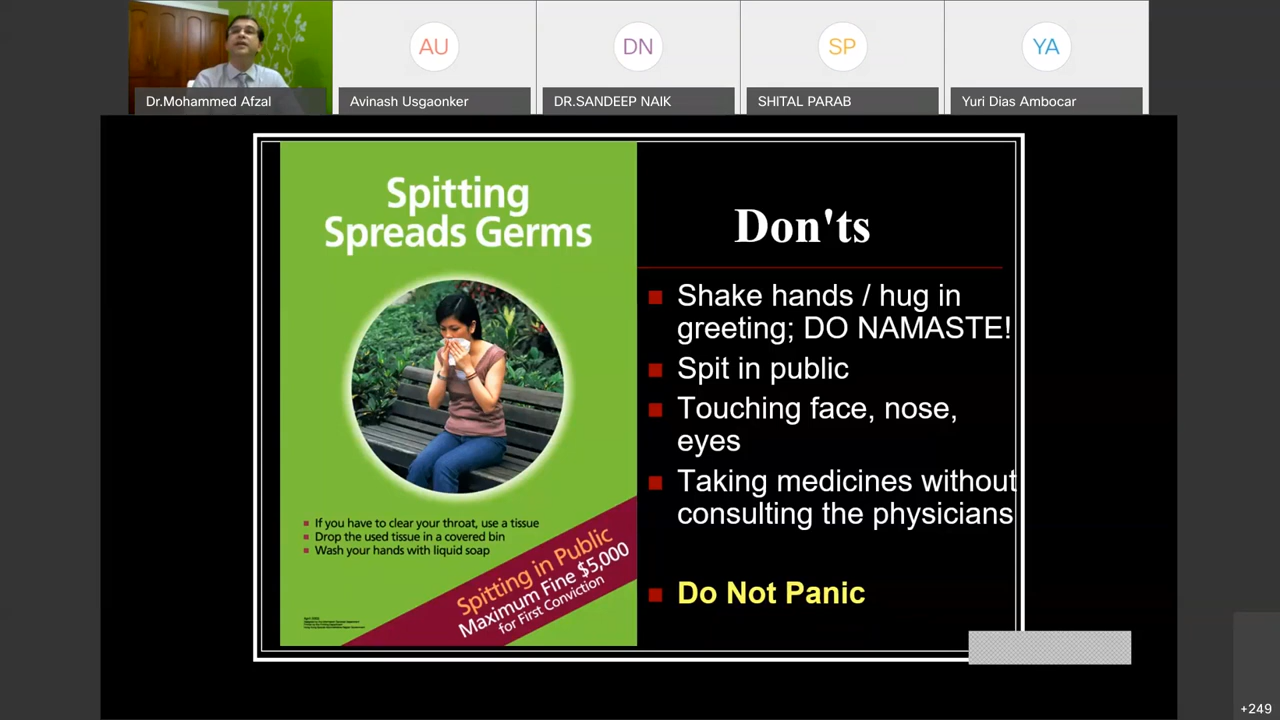 AU
DN
SP
YA
Dr.Mohammed Afzal
Avinash Usgaonker
DR.SANDEEP NAIK
SHITAL PARAB
Yuri Dias Ambocar
Spitting
Spreads Germs
If you have to clear your throat, use a tissue
Drop the used tissue in a covered bin
Wash your hands with liquid soap
Spitting in Public
Maximum Fine $5,000
for First Conviction
Don'ts
Shake hands / hug in
greeting; DO NAMASTE!
Spit in public
Touching face, nose,
eyes
Taking medicines without
consulting the physicians
Do Not Panic
+249